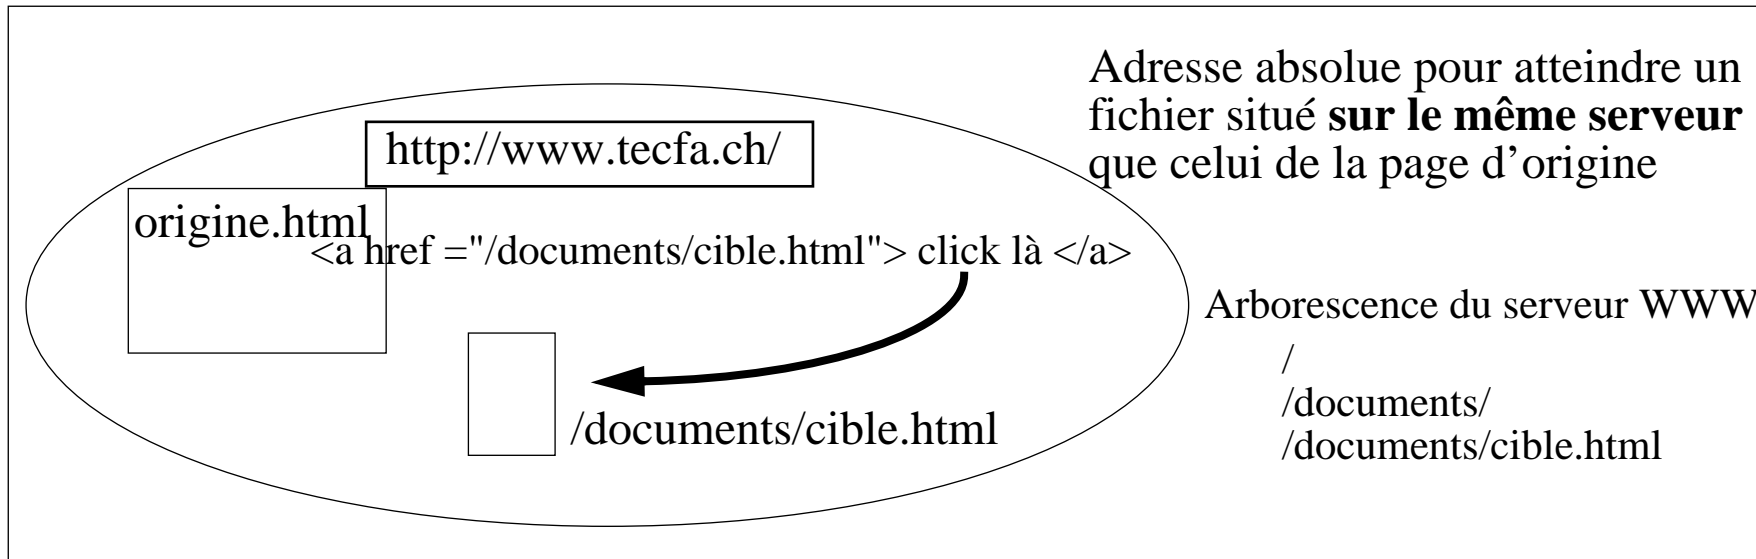 Adresse absolue pour atteindre un
fichier situé sur le même serveur
que celui de la page d’origine
http://www.tecfa.ch/
origine.html
<a href ="/documents/cible.html"> click là </a>
/documents/cible.html
Arborescence du serveur WWW
/
/documents/
/documents/cible.html